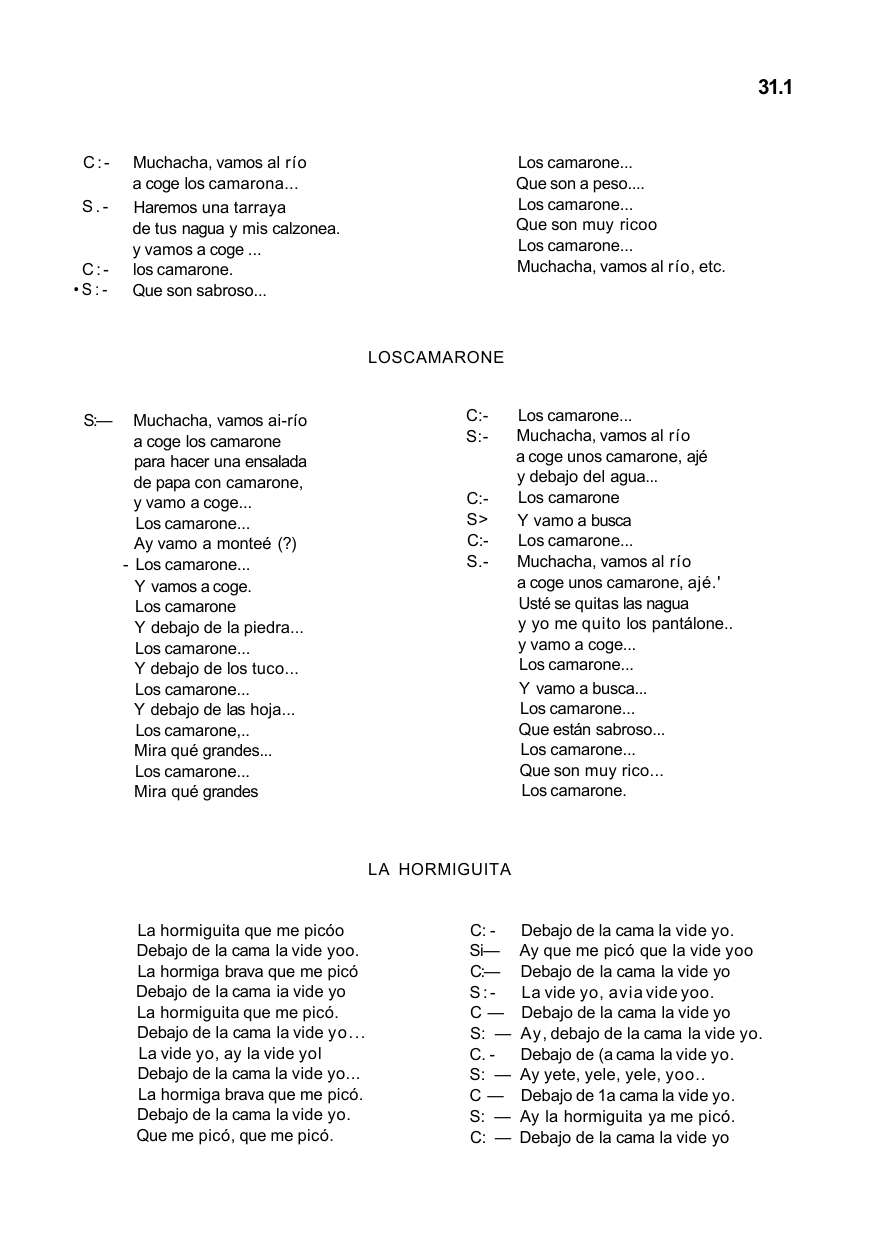 31.1
C:- Muchacha, vamos al río
a coge los camarona...
S.- Haremos una tarraya
de tus nagua y mis calzonea.
y vamos a coge ...
C:- los camarone.
•S:- Que son sabroso...
Los camarone...
Que son a peso....
Los camarone...
Que son muy ricoo
Los camarone...
Muchacha, vamos al río, etc.
LOSCAMARONE
S:— Muchacha, vamos ai-río
a coge los camarone
para hacer una ensalada
de papa con camarone,
y vamo a coge...
Los camarone...
Ay vamo a monteé (?)
- Los camarone...
Y vamos a coge.
Los camarone
Y debajo de la piedra...
Los camarone...
Y debajo de los tuco...
Los camarone...
Y debajo de las hoja...
Los camarone,..
Mira qué grandes...
Los camarone...
Mira qué grandes
C:- Los camarone...
S:- Muchacha, vamos al río
a coge unos camarone, ajé
y debajo del agua...
C:- Los camarone
S> Y vamo a busca
C:- Los camarone...
S.- Muchacha, vamos al río
a coge unos camarone, ajé.'
Usté se quitas las nagua
y yo me quito los pantálone..
y vamo a coge...
Los camarone...
Y vamo a busca...
Los camarone...
Que están sabroso...
Los camarone...
Que son muy rico...
Los camarone.
LA HORMIGUITA
La hormiguita que me picóo
Debajo de la cama la vide yoo.
La hormiga brava que me picó
Debajo de la cama ia vide yo
La hormiguita que me picó.
Debajo de la cama la vide yo...
La vide yo, ay la vide yol
Debajo de la cama la vide yo...
La hormiga brava que me picó.
Debajo de la cama la vide yo.
Que me picó, que me picó.
C: - Debajo de la cama la vide yo.
Si— Ay que me picó que la vide yoo
C:— Debajo de la cama la vide yo
S:- La vide yo, avia vide yoo.
C — Debajo de la cama la vide yo
S: — Ay, debajo de la cama la vide yo.
C. - Debajo de (a cama la vide yo.
S: — Ay yete, yele, yele, yoo..
C — Debajo de 1a cama la vide yo.
S: — Ay la hormiguita ya me picó.
C: — Debajo de la cama la vide yo